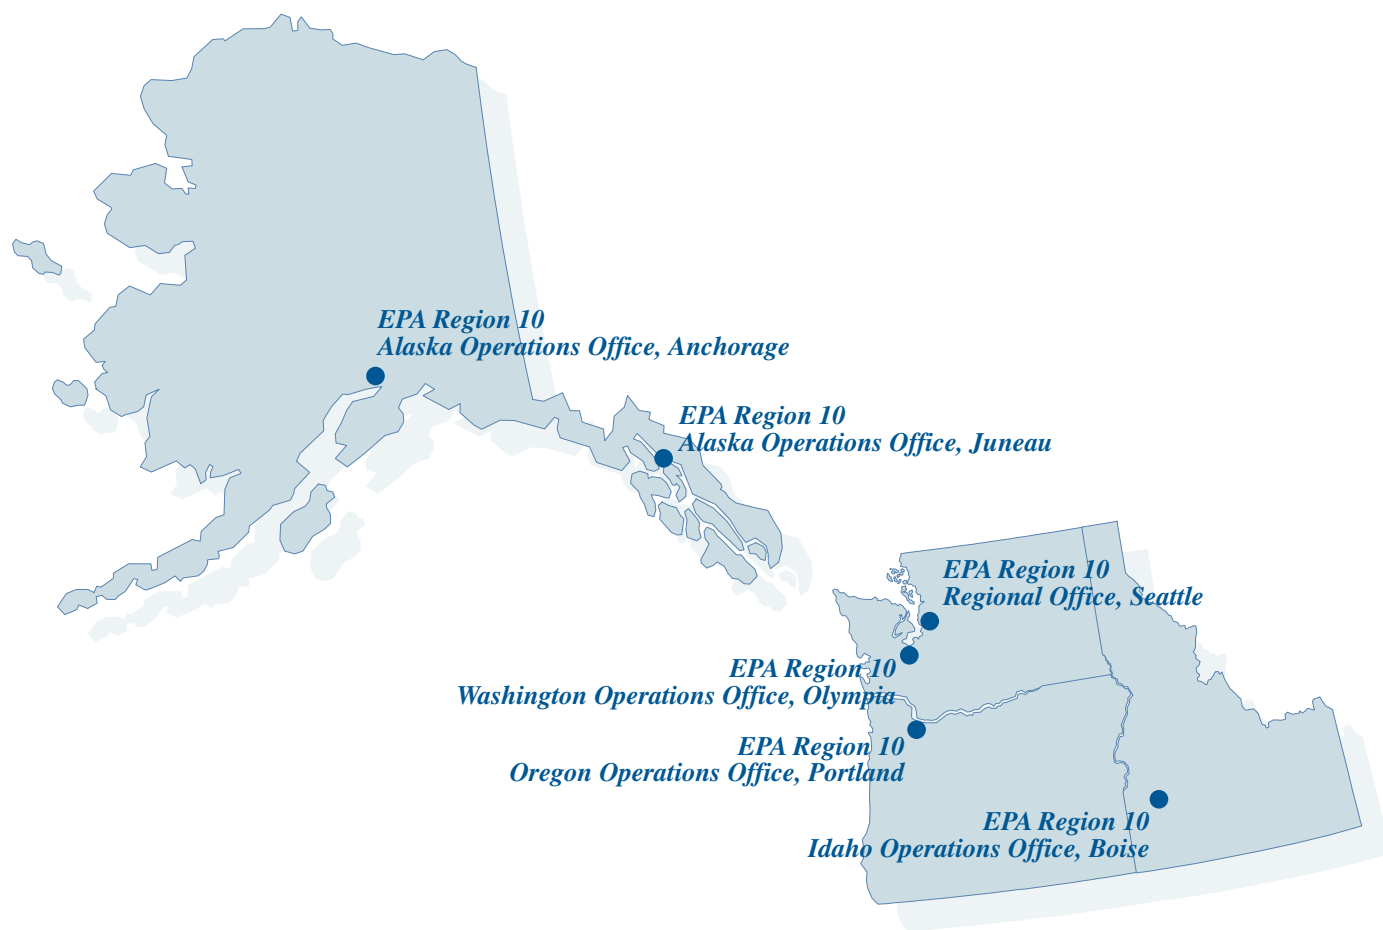 EPA Region 10
Alaska Operations Office, Anchorage
EPA Region 10
Alaska Operations Office, Juneau
EPA Region 10
Regional Office, Seattle
EPA Region 10
Washington Operations Office, Olympia
EPA Region 10
Oregon Operations Office, Portland
EPA Region 10
Idaho Operations Office, Boise